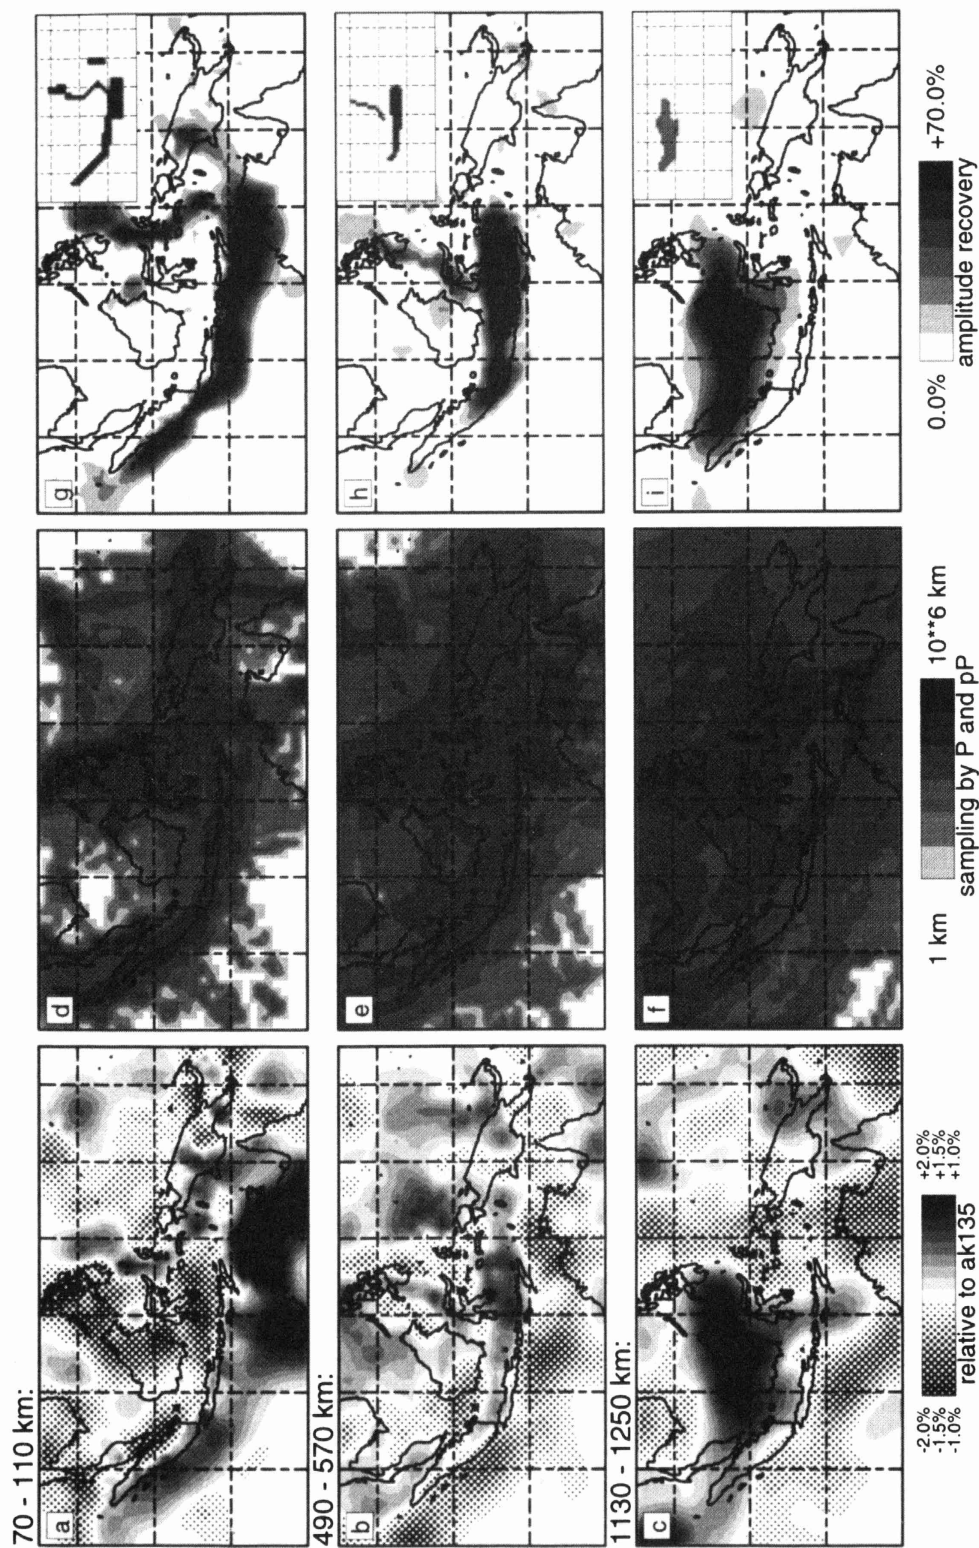 70 - 110 km:
a
d
g
490 - 570 km:
b
e
h
1130 - 1250 km:
c
f
i
-2.0%
-1.5%
-1.0%
+2.0%
+1.5%
+1.0%
relative to ak135
1 km
10**6 km
sampling by P and pP
0.0%
+70.0%
amplitude recovery